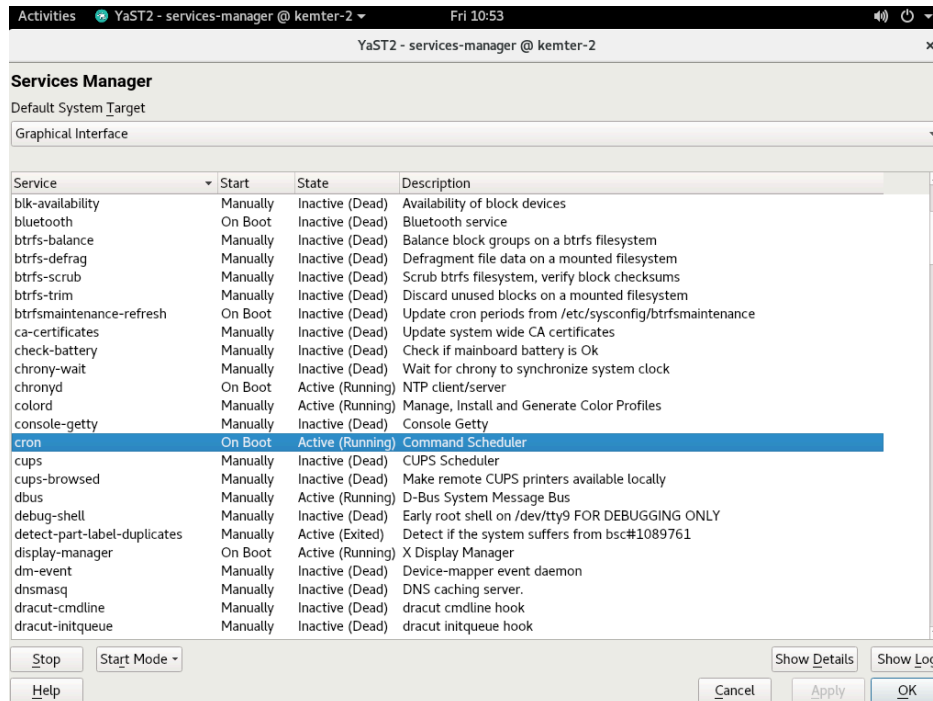 Activities YaST2 - services-manager @ kemter-2 Fri 10:53
YaST2 - services-manager @ kemter-2 x
Services Manager
Default System Target
Graphical Interface
Service Start State Description
blk-availability Manually Inactive (Dead) Availability of block devices
bluetooth On Boot Inactive (Dead) Bluetooth service
btrfs-balance Manually Inactive (Dead) Balance block groups on a btrfs filesystem
btrfs-defrag Manually Inactive (Dead) Defragment file data on a mounted filesystem
btrfs-scrub Manually Inactive (Dead) Scrub btrfs filesystem, verify block checksums
btrfs-trim Manually Inactive (Dead) Discard unused blocks on a mounted filesystem
btrfsmaintenance-refresh On Boot Inactive (Dead) Update cron periods from /etc/sysconfig/btrfsmaintenance
ca-certificates Manually Inactive (Dead) Update system wide CA certificates
check-battery Manually Inactive (Dead) Check if mainboard battery is Ok
chrony-wait Manually Inactive (Dead) Wait for chrony to synchronize system clock
chronyd On Boot Active (Running) NTP client/server
colord Manually Active (Running) Manage, Install and Generate Color Profiles
console-getty Manually Inactive (Dead) Console Getty
cron On Boot Active (Running) Command Scheduler
cups Manually Inactive (Dead) CUPS Scheduler
cups-browsed Manually Inactive (Dead) Make remote CUPS printers available locally
dbus Manually Active (Running) D-Bus System Message Bus
debug-shell Manually Inactive (Dead) Early root shell on /dev/tty9 FOR DEBUGGING ONLY
detect-part-label-duplicates Manually Active (Exited) Detect if the system suffers from bsc#1089761
display-manager On Boot Active (Running) X Display Manager
dm-event Manually Inactive (Dead) Device-mapper event daemon
dnsmasq Manually Inactive (Dead) DNS caching server.
dracut-cmdline Manually Inactive (Dead) dracut cmdline hook
dracut-initqueue Manually Inactive (Dead) dracut initqueue hook
Stop Start Mode Show Details Show Log
Help Cancel Apply OK